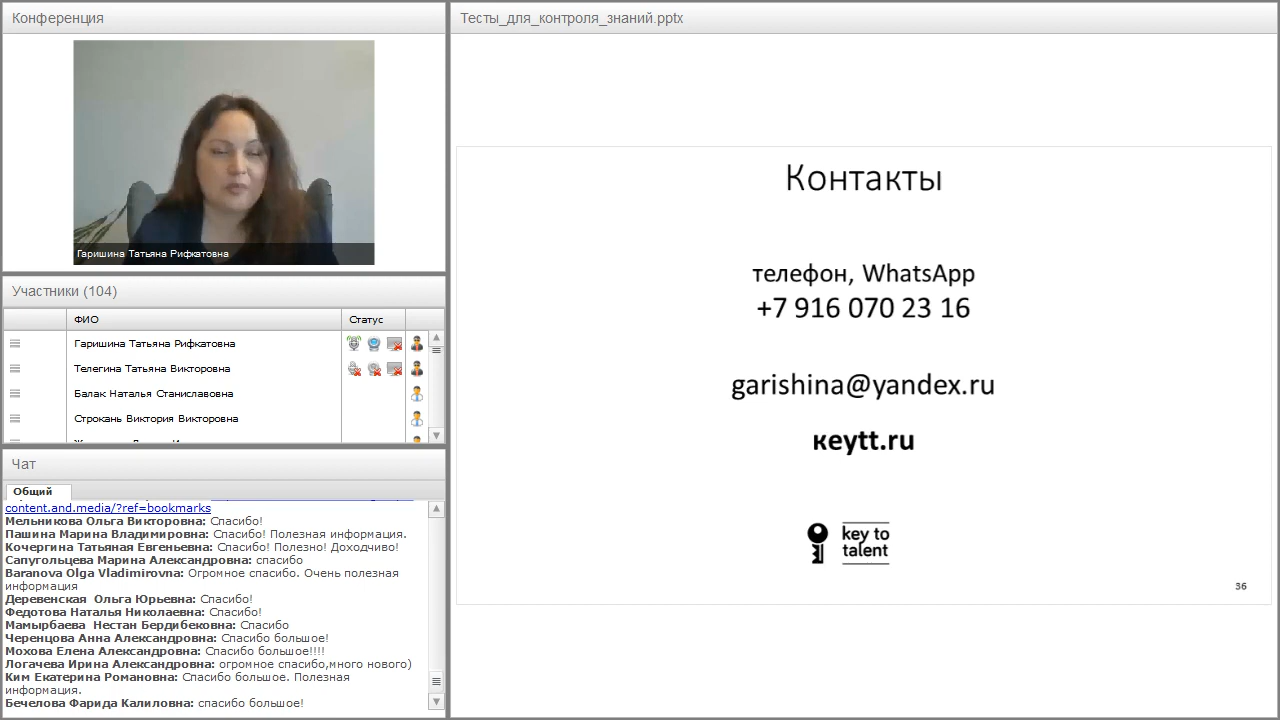 Конференция
Гаришина Татьяна Рифкатовна
Участники (104)
ФИО
Статус
Гаришина Татьяна Рифкатовна
Телегина Татьяна Викторовна
Балак Наталья Станиславовна
Строкань Виктория Викторовна
Чат
Общий
content.and.media/?ref=bookmarks
Мельникова Ольга Викторовна: Спасибо!
Пашина Марина Владимировна: Спасибо! Полезная информация.
Кочергина Татьяная Евгеньевна: Спасибо! Полезно! Доходчиво!
Сапугольцева Марина Александровна: спасибо
Baranova Olga Vladimirovna: Огромное спасибо. Очень полезная
информация
Деревенская Ольга Юрьевна: Спасибо!
Федотова Наталья Николаевна: Спасибо!
Мамырбаева Нестан Бердибековна: Спасибо
Черенцова Анна Александровна: Спасибо большое!
Мохова Елена Александровна: Спасибо большое!!!!
Логачева Ирина Александровна: огромное спасибо,много нового)
Ким Екатерина Романовна: Спасибо большое. Полезная
информация.
Бечелова Фарида Калиловна: спасибо большое!
Тесты_для_контроля_знаний.pptx
Контакты
телефон, WhatsApp
+7 916 070 23 16
garishina@yandex.ru
кeytt.ru
key to
talent
36